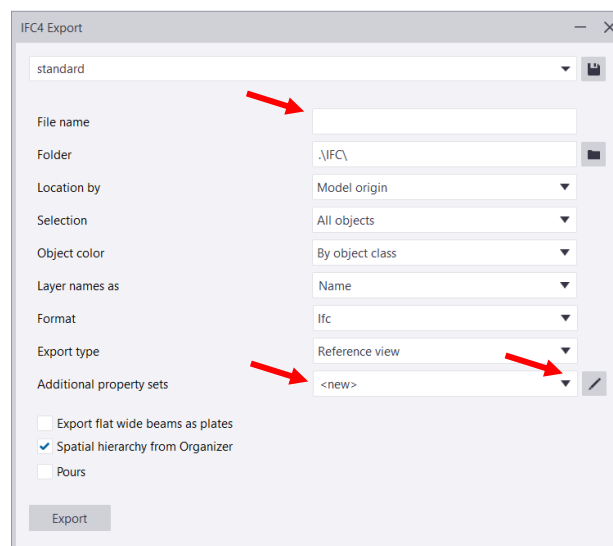 IFC4 Export
standard
File name
Folder .\IFC\
Location by Model origin
Selection All objects
Object color By object class
Layer names as Name
Format Ifc
Export type Reference view
Additional property sets <new>
Export flat wide beams as plates
Spatial hierarchy from Organizer
Pours
Export